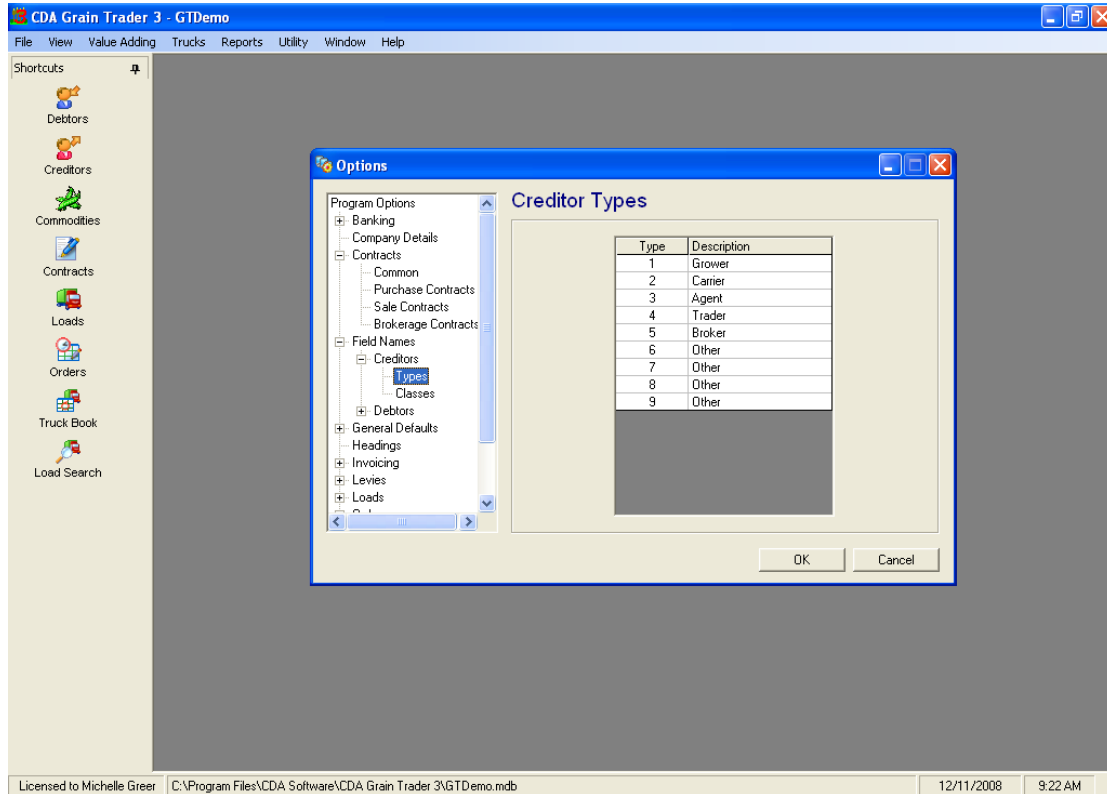 CDA Grain Trader 3 - GTDemo
File View Value Adding Trucks Reports Utility Window Help
Shortcuts
Debtors
Creditors
Commodities
Contracts
Loads
Orders
Truck Book
Load Search
Options
Program Options
Banking
Company Details
Contracts
Common
Purchase Contracts
Sale Contracts
Brokerage Contracts
Field Names
Creditors
Types
Classes
Debtors
General Defaults
Headings
Invoicing
Levies
Loads
Creditor Types
Type Description
1 Grower
2 Carrier
3 Agent
4 Trader
5 Broker
6 Other
7 Other
8 Other
9 Other
OK Cancel
Licensed to Michelle Greer C:\Program Files\CDA Software\CDA Grain Trader 3\GTDemo.mdb 12/11/2008 9:22 AM